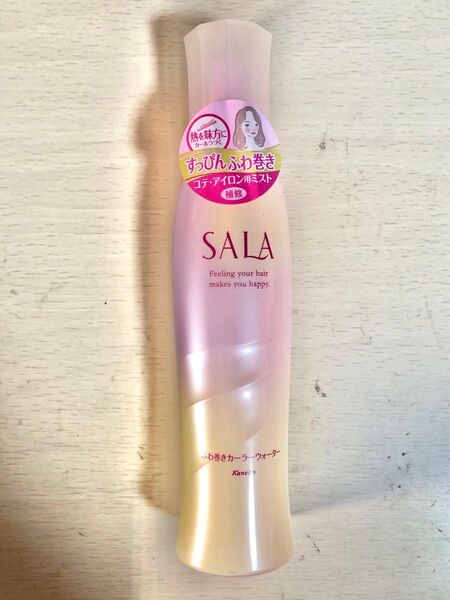 熱を味方に
カールつづく
すっぴんふわ巻き
コテ・アイロン用ミスト
補修
SALA
Feeling your hair
makes you happy.
ふわ巻きカーラーウォーター
Kanebo